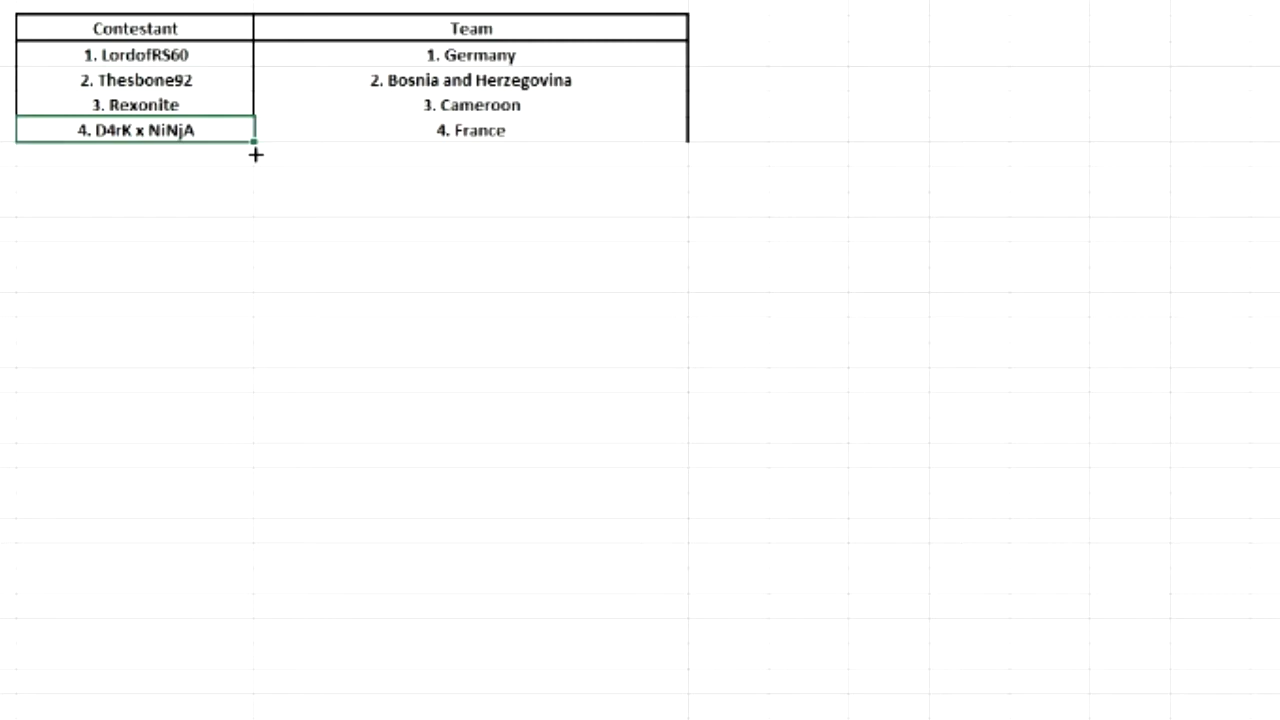 Contestant Team
1. LordofRS60 1. Germany
2. Thesbone92 2. Bosnia and Herzegovina
3. Rexonite 3. Cameroon
4. D4rK x NiNjA 4. France